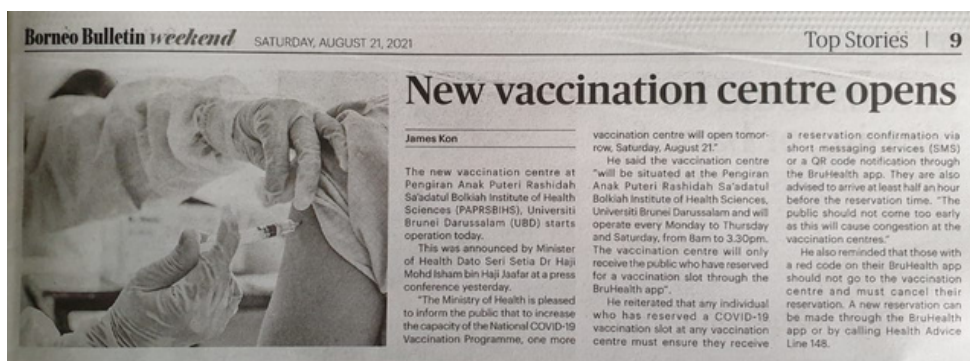 Borneo Bulletin weekend SATURDAY, AUGUST 21, 2021
Top Stories | 9
New vaccination centre opens
James Kon
The new vaccination centre at
Pengiran Anak Puteri Rashidah
Sa'adatul Bolkiah Institute of Health
Sciences (PAPRSBIHS), Universiti
Brunei Darussalam (UBD) starts
operation today.
This was announced by Minister
of Health Dato Seri Setia Dr Haji
Mohd Isham bin Haji Jaafar at a press
conference yesterday.
"The Ministry of Health is pleased
to inform the public that to increase
the capacity of the National COVID-19
Vaccination Programme, one more
vaccination centre will open tomor-
row, Saturday, August 21."
He said the vaccination centre
"will be situated at the Pengiran
Anak Puteri Rashidah Sa'adatul
Bolkiah Institute of Health Sciences,
Universiti Brunei Darussalam and will
operate every Monday to Thursday
and Saturday, from 8am to 3.30pm.
The vaccination centre will only
receive the public who have reserved
for a vaccination slot through the
BruHealth app".
He reiterated that any individual
who has reserved a COVID-19
vaccination slot at any vaccination
centre must ensure they receive
a reservation confirmation via
short messaging services (SMS)
or a QR code notification through
the BruHealth app. They are also
advised to arrive at least half an hour
before the reservation time. "The
public should not come too early
as this will cause congestion at the
vaccination centres."
He also reminded that those with
a red code on their BruHealth app
should not go to the vaccination
centre and must cancel their
reservation. A new reservation can
be made through the BruHealth
app or by calling Health Advice
Line 148.